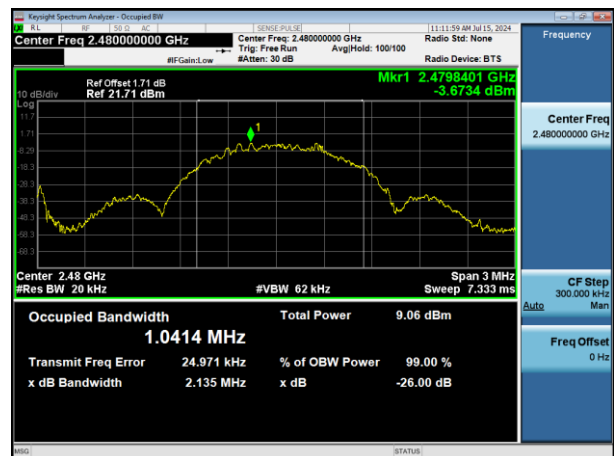 Keysight Spectrum Analyzer - Occupied BW
RL RF 50 Ω AC SENSE:PULSE 11:11:59 AM Jul 15, 2024
Center Freq 2.480000000 GHz
Center Freq: 2.480000000 GHz Radio Std: None
Trig: Free Run Avg|Hold: 100/100
#IFGain:Low #Atten: 30 dB Radio Device: BTS
Frequency
Ref Offset 1.71 dB Mkr1 2.4798401 GHz
10 dB/div Ref 21.71 dBm -3.6734 dBm
Log
11.7
1.71
-8.29
-18.3
-28.3
-38.3
-48.3
-58.3
-68.3
1
Center 2.48 GHz Span 3 MHz
#Res BW 20 kHz #VBW 62 kHz Sweep 7.333 ms
Occupied Bandwidth Total Power 9.06 dBm
1.0414 MHz
Transmit Freq Error 24.971 kHz % of OBW Power 99.00 %
x dB Bandwidth 2.135 MHz x dB -26.00 dB
Center Freq
2.480000000 GHz
CF Step
300.000 kHz
Auto Man
Freq Offset
0 Hz
MSG STATUS